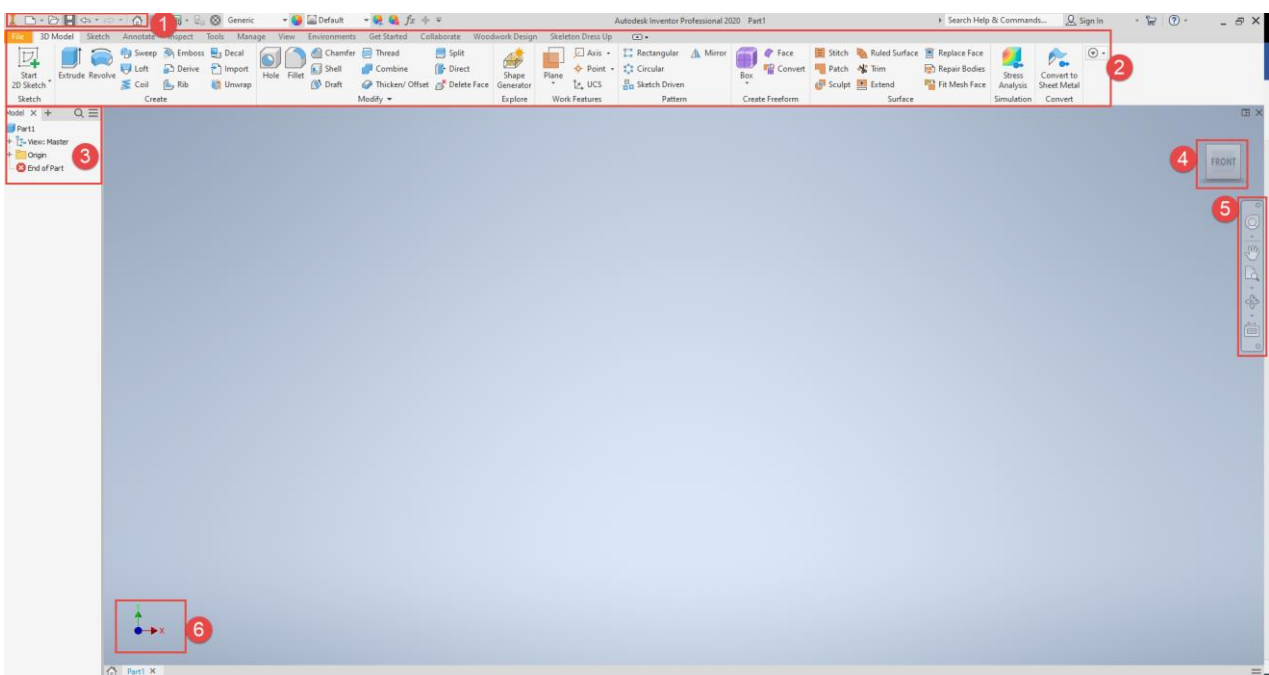 1 Generic Default fx Autodesk Inventor Professional 2020 Part1 Search Help & Commands... Sign In
File 3D Model Sketch Annotate Inspect Tools Manage View Environments Get Started Collaborate Woodwork Design Skeleton Dress Up
Sweep Emboss Decal Chamfer Thread Split Axis Rectangular Mirror Face Stitch Ruled Surface Replace Face
Loft Derive Import Shell Combine Direct Point Circular Convert Patch Trim Repair Bodies 2
Start Extrude Revolve Hole Fillet Shape Plane Box Stress Convert to
2D Sketch Coil Rib Unwrap Draft Thicken/ Offset Delete Face Generator UCS Sketch Driven Sculpt Extend Fit Mesh Face Analysis Sheet Metal
Sketch Create Modify Explore Work Features Pattern Create Freeform Surface Simulation Convert
Model
Part1
View: Master
Origin 3
End of Part
4 FRONT
5
Y
X 6
Part1